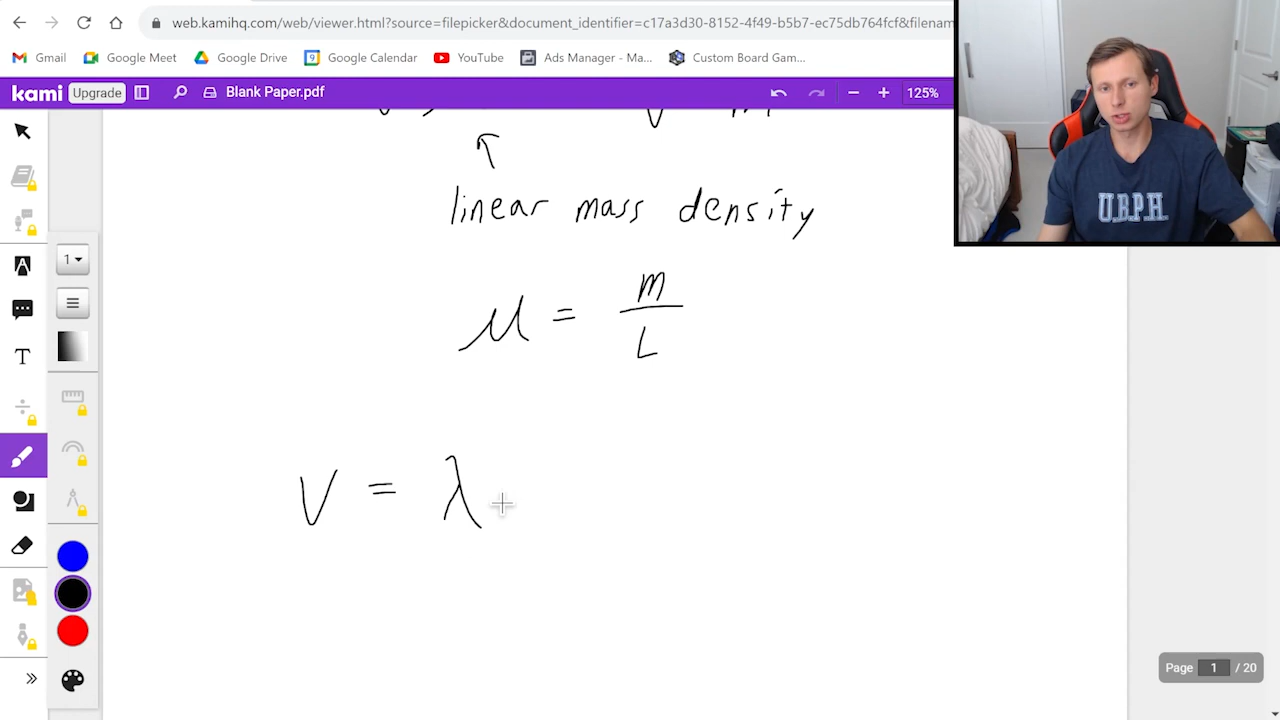 web.kamihq.com/web/viewer.html?source=filepicker&document_identifier=c17a3d30-8152-4f49-b5b7-ec75db764fcf&filenam
Gmail Google Meet Google Drive Google Calendar YouTube Ads Manager - Ma... Custom Board Gam...
kami Upgrade Blank Paper.pdf 125%
linear mass density
μ = m/L
V = λ
1
T
U.B.P.H.
Page 1 / 20